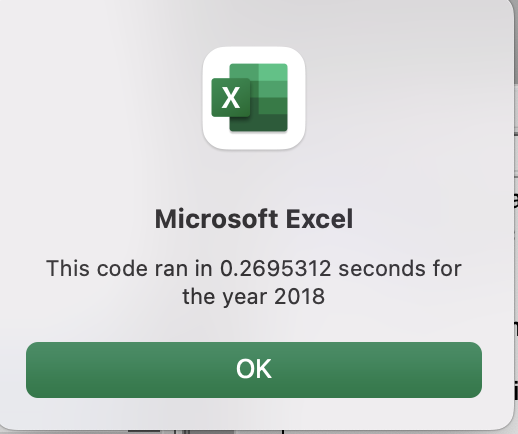 X
Microsoft Excel
This code ran in 0.2695312 seconds for
the year 2018
OK